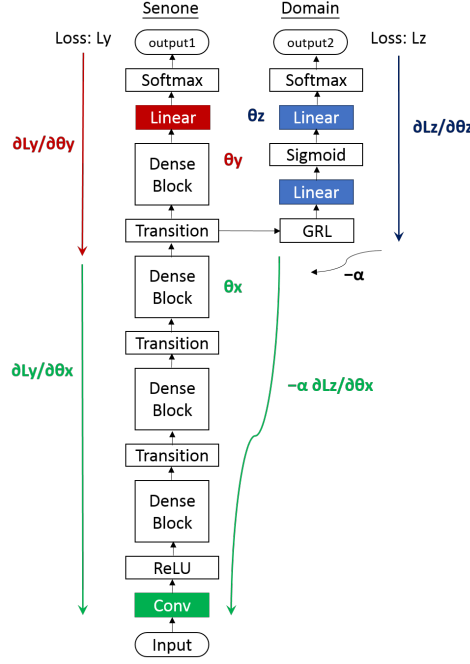 Senone
Domain
Loss: Ly
output1
output2
Loss: Lz
Softmax
Softmax
Linear
θz
Linear
∂Ly/∂θy
∂Lz/∂θz
Dense
Block
θy
Sigmoid
Linear
Transition
GRL
Dense
Block
θx
−α
Transition
∂Ly/∂θx
Dense
Block
−α ∂Lz/∂θx
Transition
Dense
Block
ReLU
Conv
Input